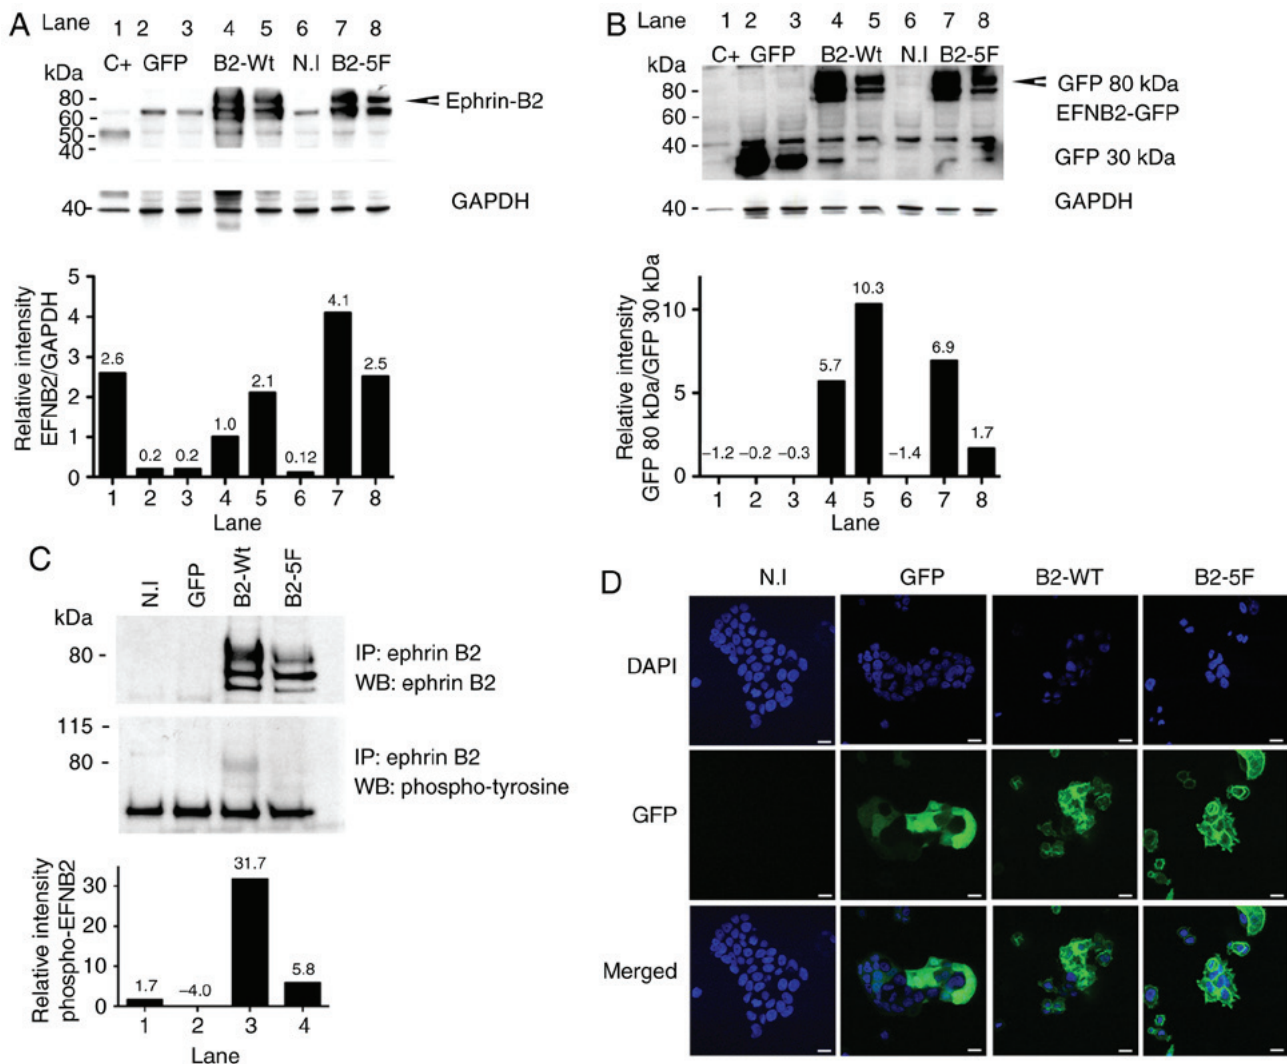 A
Lane 1 2 3 4 5 6 7 8
C+ GFP B2-Wt N.I B2-5F
kDa
80 -
60 -
50 -
40 -
Ephrin-B2
40-
GAPDH
Relative intensity
EFNB2/GAPDH
5
4
3
2
1
0
2.6
0.2
0.2
1.0
2.1
0.12
4.1
2.5
1 2 3 4 5 6 7 8
Lane
B
Lane 1 2 3 4 5 6 7 8
C+ GFP B2-Wt N.I B2-5F
kDa
80 -
60 -
40 -
GFP 80 kDa
EFNB2-GFP
GFP 30 kDa
40 -
GAPDH
Relative intensity
GFP 80 kDa/GFP 30 kDa
10
5
0
−1.2
−0.2
−0.3
5.7
10.3
−1.4
6.9
1.7
1 2 3 4 5 6 7 8
Lane
C
N.I GFP B2-Wt B2-5F
kDa
80 -
IP: ephrin B2
WB: ephrin B2
115 -
80 -
IP: ephrin B2
WB: phospho-tyrosine
Relative intensity
phospho-EFNB2
30
20
10
0
1.7
−4.0
31.7
5.8
1 2 3 4
Lane
D
N.I GFP B2-WT B2-5F
DAPI
GFP
Merged